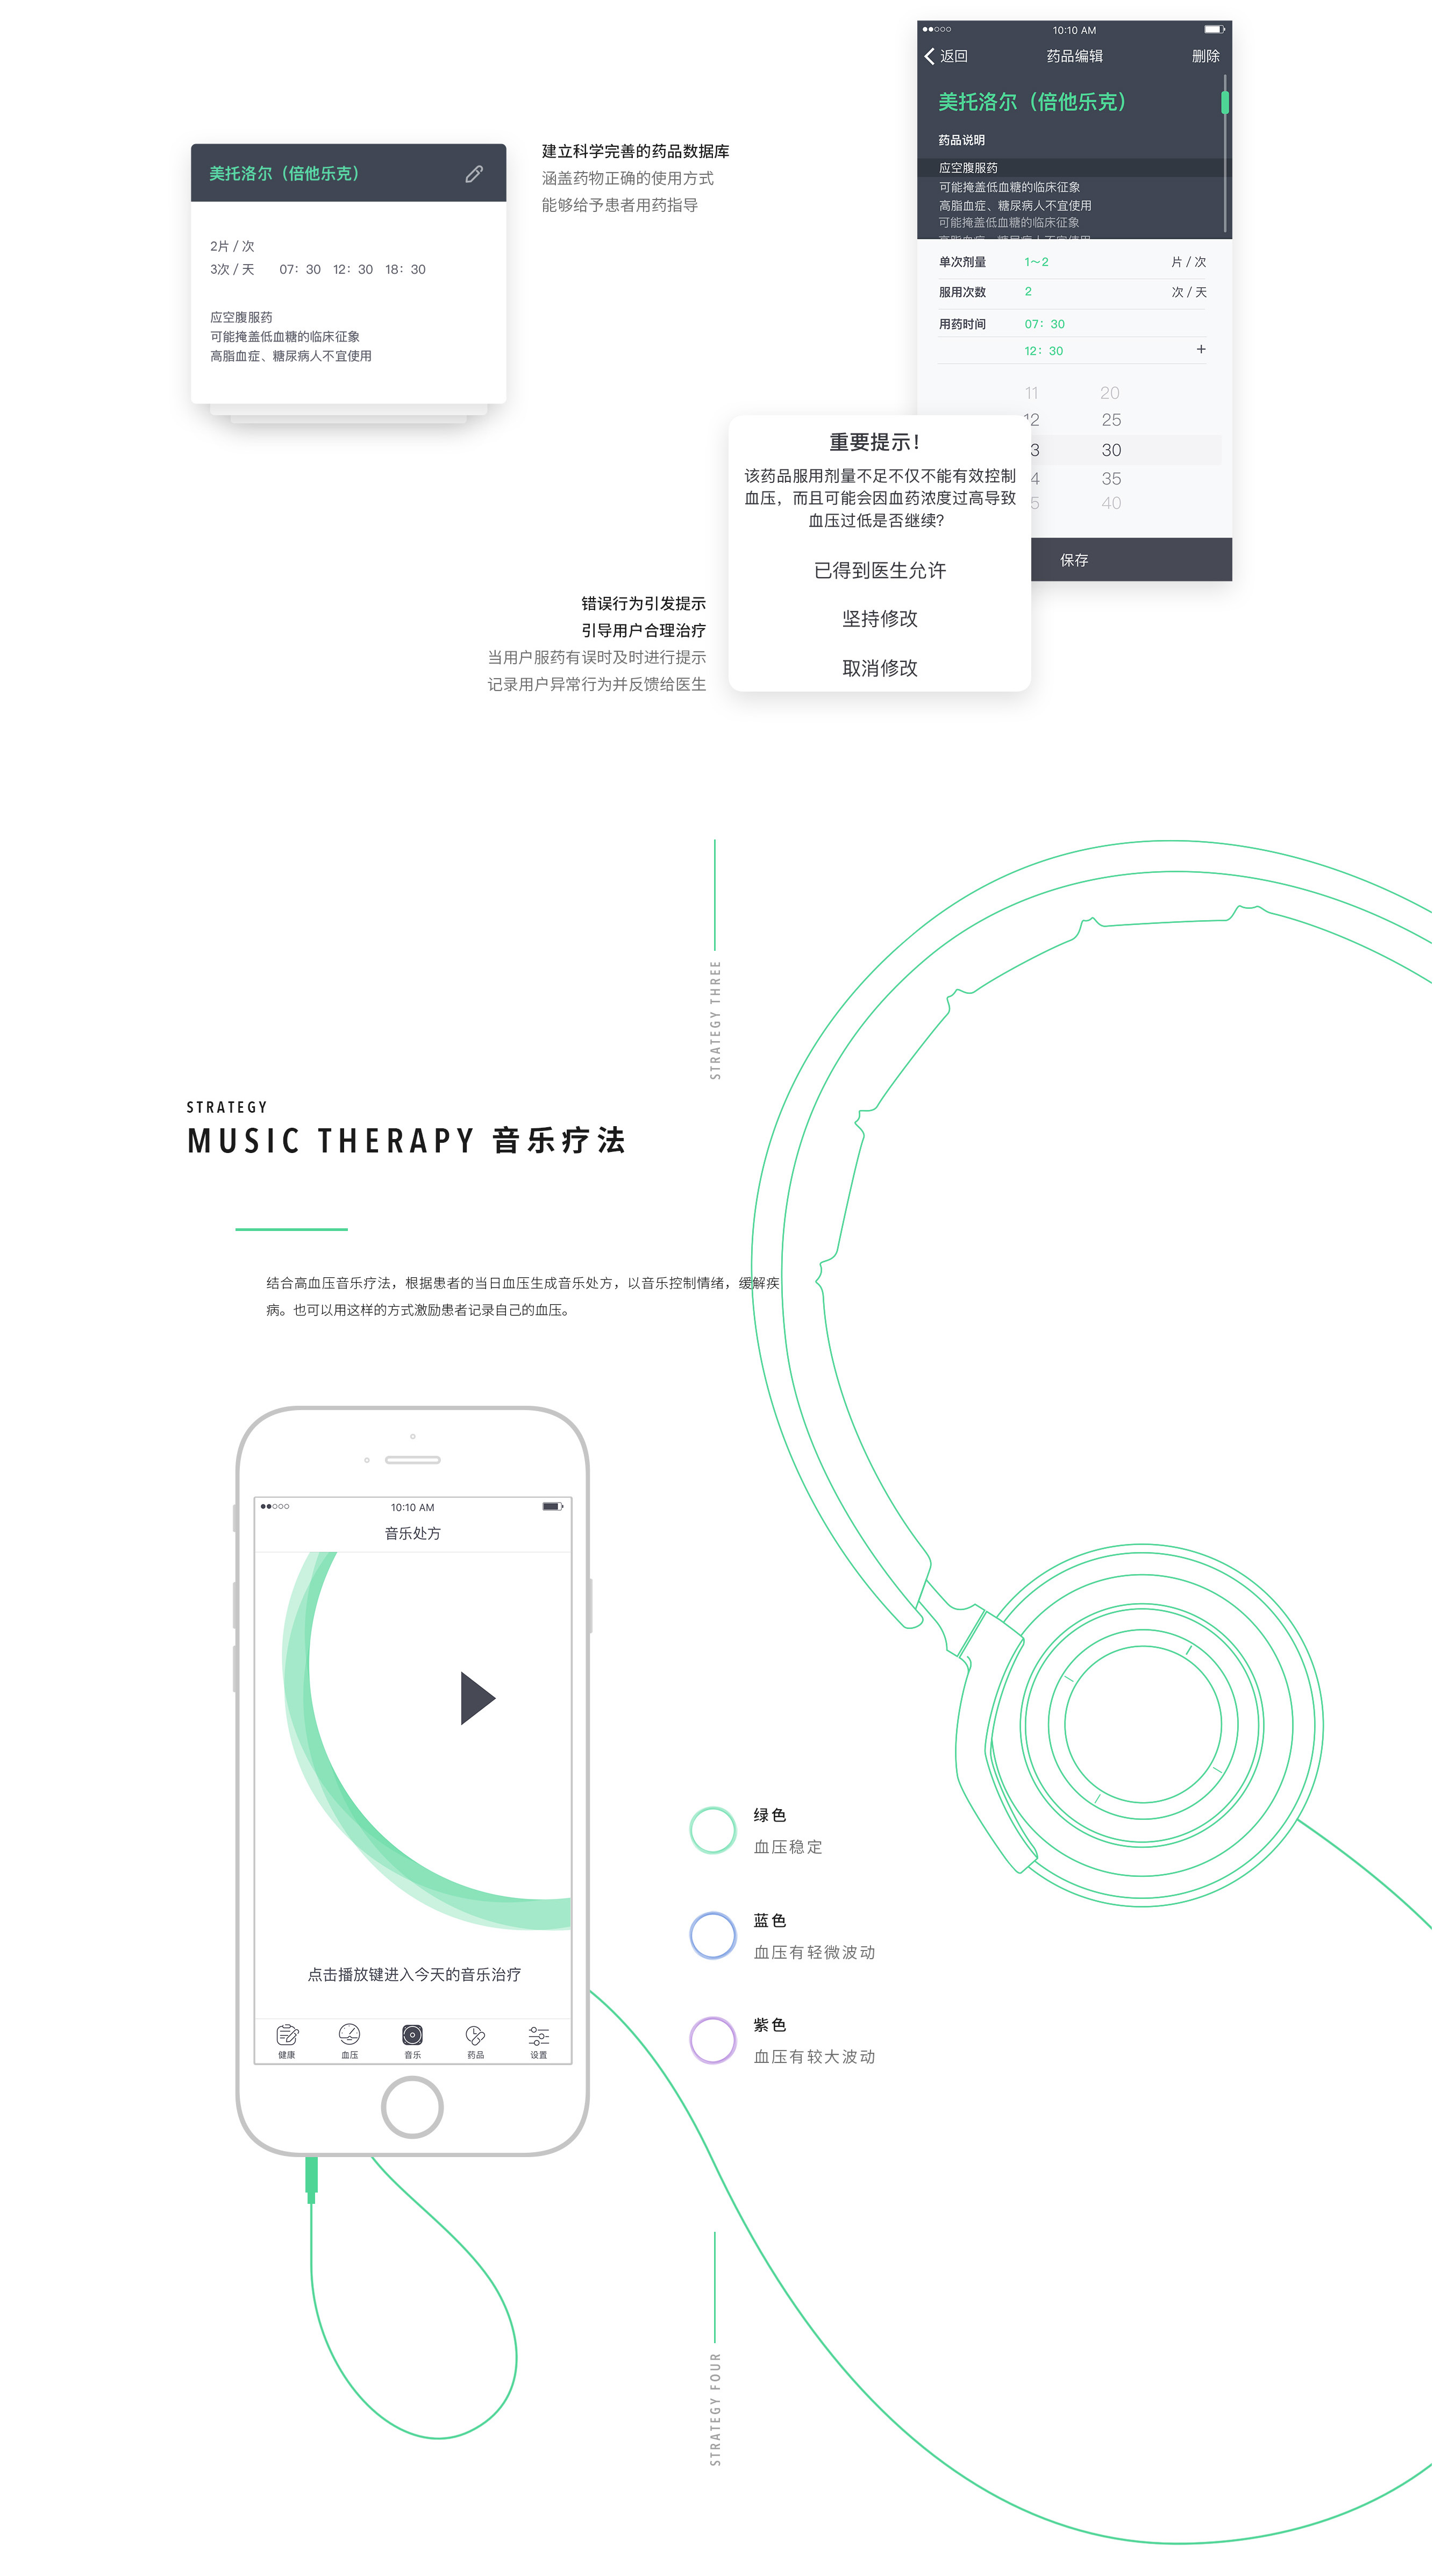 美托洛尔（倍他乐克）
2片 / 次
3次 / 天 07：30 12：30 18：30
应空腹服药
可能掩盖低血糖的临床征象
高脂血症、糖尿病人不宜使用
建立科学完善的药品数据库
涵盖药物正确的使用方式
能够给予患者用药指导
10:10 AM
返回 药品编辑 删除
美托洛尔（倍他乐克）
药品说明
应空腹服药
可能掩盖低血糖的临床征象
高脂血症、糖尿病人不宜使用
可能掩盖低血糖的临床征象
高脂血症、糖尿病人不宜使用
单次剂量 1～2 片 / 次
服用次数 2 次 / 天
用药时间 07：30
12：30 +
11 20
12 25
3 30
4 35
5 40
保存
重要提示！
该药品服用剂量不足不仅不能有效控制
血压，而且可能会因血药浓度过高导致
血压过低是否继续？
已得到医生允许
坚持修改
取消修改
错误行为引发提示
引导用户合理治疗
当用户服药有误时及时进行提示
记录用户异常行为并反馈给医生
STRATEGY THREE
STRATEGY
MUSIC THERAPY 音乐疗法
结合高血压音乐疗法，根据患者的当日血压生成音乐处方，以音乐控制情绪，缓解疾
病。也可以用这样的方式激励患者记录自己的血压。
10:10 AM
音乐处方
点击播放键进入今天的音乐治疗
健康 血压 音乐 药品 设置
绿色
血压稳定
蓝色
血压有轻微波动
紫色
血压有较大波动
STRATEGY FOUR